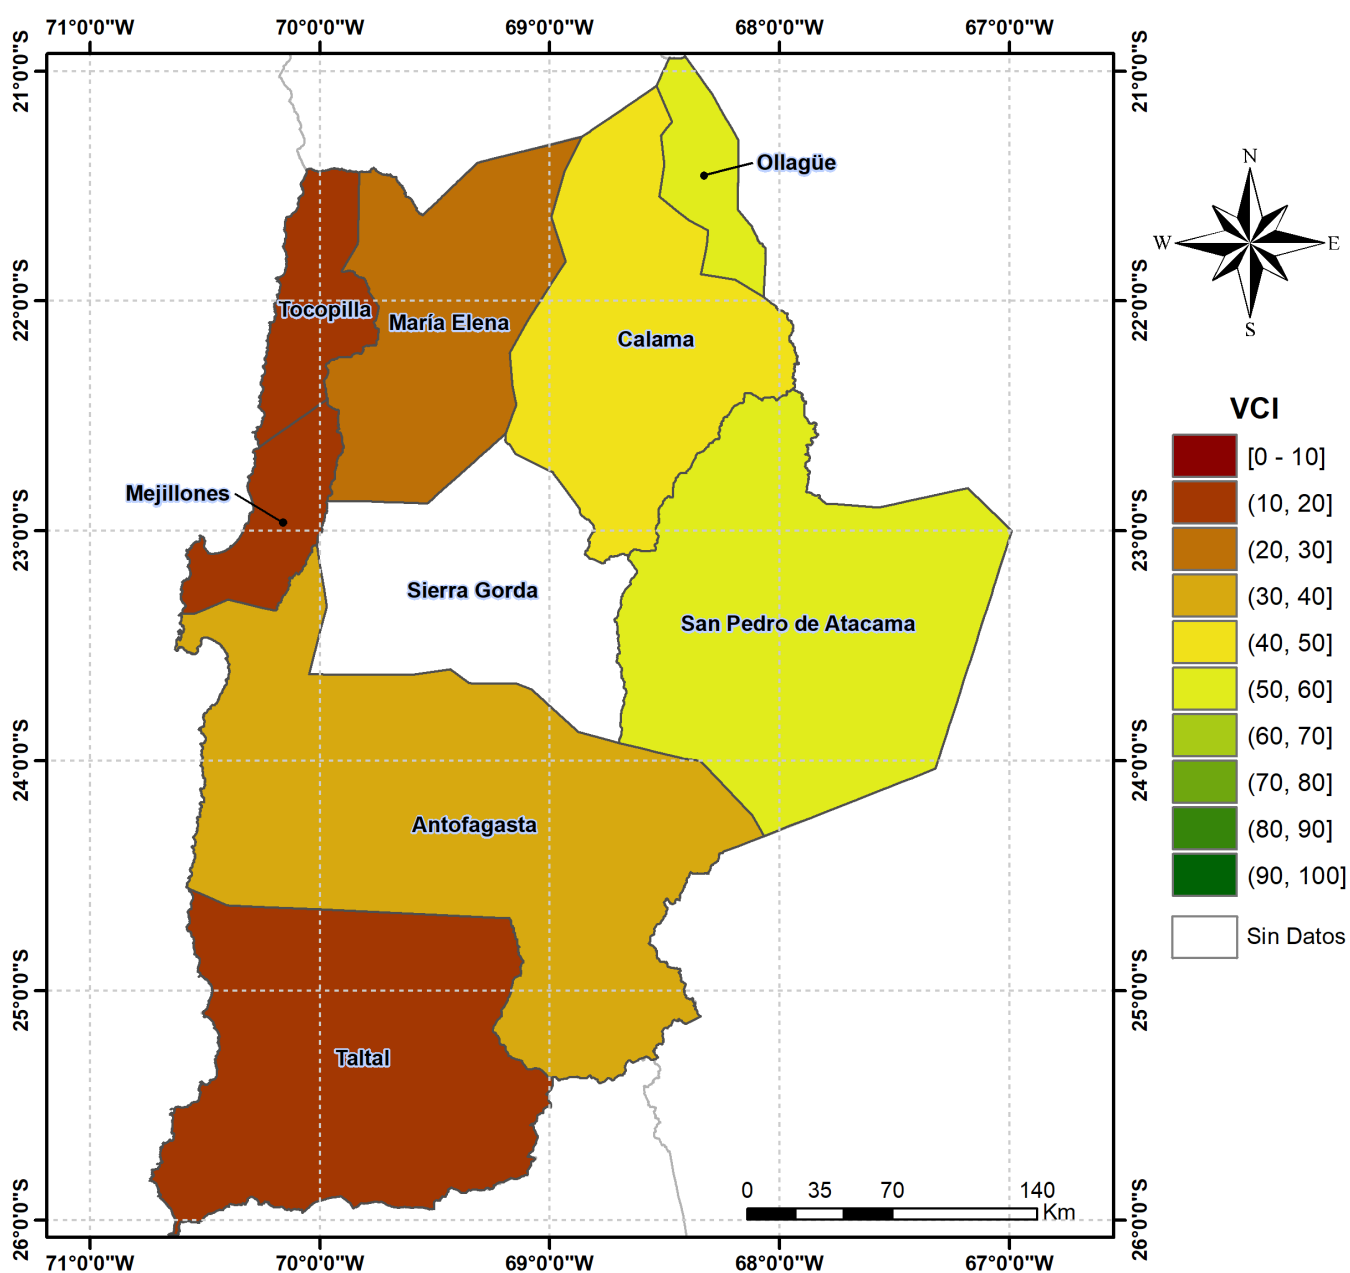 71°0'0"W 70°0'0"W 69°0'0"W 68°0'0"W 67°0'0"W
21°0'0"S
22°0'0"S
23°0'0"S
24°0'0"S
25°0'0"S
26°0'0"S
Ollagüe
Tocopilla
María Elena
Calama
Mejillones
Sierra Gorda
San Pedro de Atacama
Antofagasta
Taltal
0 35 70 140
Km
21°0'0"S
22°0'0"S
23°0'0"S
24°0'0"S
25°0'0"S
26°0'0"S
71°0'0"W 70°0'0"W 69°0'0"W 68°0'0"W 67°0'0"W
N
W E
S
VCI
[0 - 10]
(10, 20]
(20, 30]
(30, 40]
(40, 50]
(50, 60]
(60, 70]
(70, 80]
(80, 90]
(90, 100]
Sin Datos